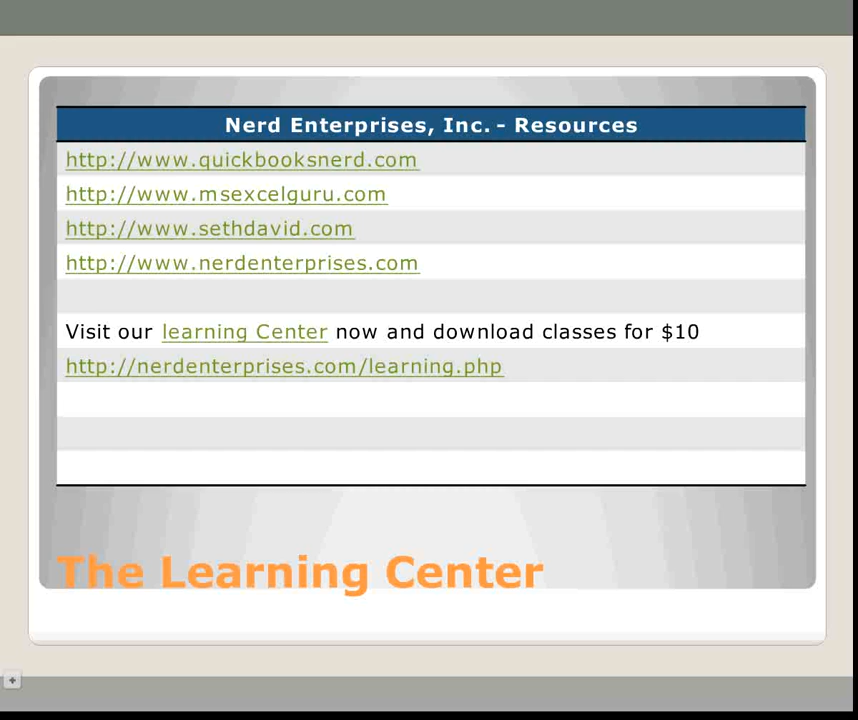 Nerd Enterprises, Inc. - Resources
http://www.quickbooksnerd.com
http://www.msexcelguru.com
http://www.sethdavid.com
http://www.nerdenterprises.com
Visit our learning Center now and download classes for $10
http://nerdenterprises.com/learning.php
The Learning Center